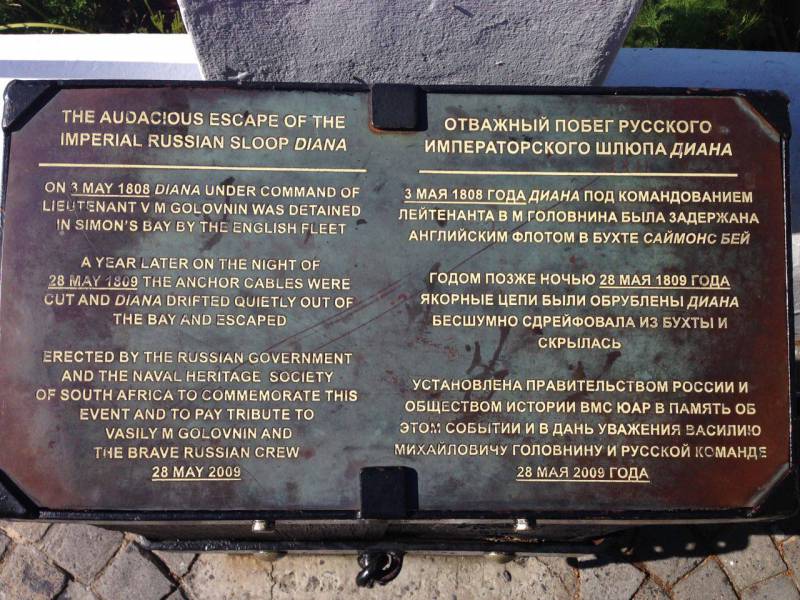 THE AUDACIOUS ESCAPE OF THE
IMPERIAL RUSSIAN SLOOP DIANA
ON 3 MAY 1808 DIANA UNDER COMMAND OF
LIEUTENANT V M GOLOVNIN WAS DETAINED
IN SIMON'S BAY BY THE ENGLISH FLEET
A YEAR LATER ON THE NIGHT OF
28 MAY 1809 THE ANCHOR CABLES WERE
CUT AND DIANA DRIFTED QUIETLY OUT OF
THE BAY AND ESCAPED
ERECTED BY THE RUSSIAN GOVERNMENT
AND THE NAVAL HERITAGE SOCIETY
OF SOUTH AFRICA TO COMMEMORATE THIS
EVENT AND TO PAY TRIBUTE TO
VASILY M GOLOVNIN AND
THE BRAVE RUSSIAN CREW
28 MAY 2009
ОТВАЖНЫЙ ПОБЕГ РУССКОГО
ИМПЕРАТОРСКОГО ШЛЮПА ДИАНА
3 МАЯ 1808 ГОДА ДИАНА ПОД КОМАНДОВАНИЕМ
ЛЕЙТЕНАНТА В М ГОЛОВНИНА БЫЛА ЗАДЕРЖАНА
АНГЛИЙСКИМ ФЛОТОМ В БУХТЕ САЙМОНС БЕЙ
ГОДОМ ПОЗЖЕ НОЧЬЮ 28 МАЯ 1809 ГОДА
ЯКОРНЫЕ ЦЕПИ БЫЛИ ОБРУБЛЕНЫ ДИАНА
БЕСШУМНО СДРЕЙФОВАЛА ИЗ БУХТЫ И
СКРЫЛАСЬ
УСТАНОВЛЕНА ПРАВИТЕЛЬСТВОМ РОССИИ И
ОБЩЕСТВОМ ИСТОРИИ ВМС ЮАР В ПАМЯТЬ ОБ
ЭТОМ СОБЫТИИ И В ДАНЬ УВАЖЕНИЯ ВАСИЛИЮ
МИХАЙЛОВИЧУ ГОЛОВНИНУ И РУССКОЙ КОМАНДЕ
28 МАЯ 2009 ГОДА